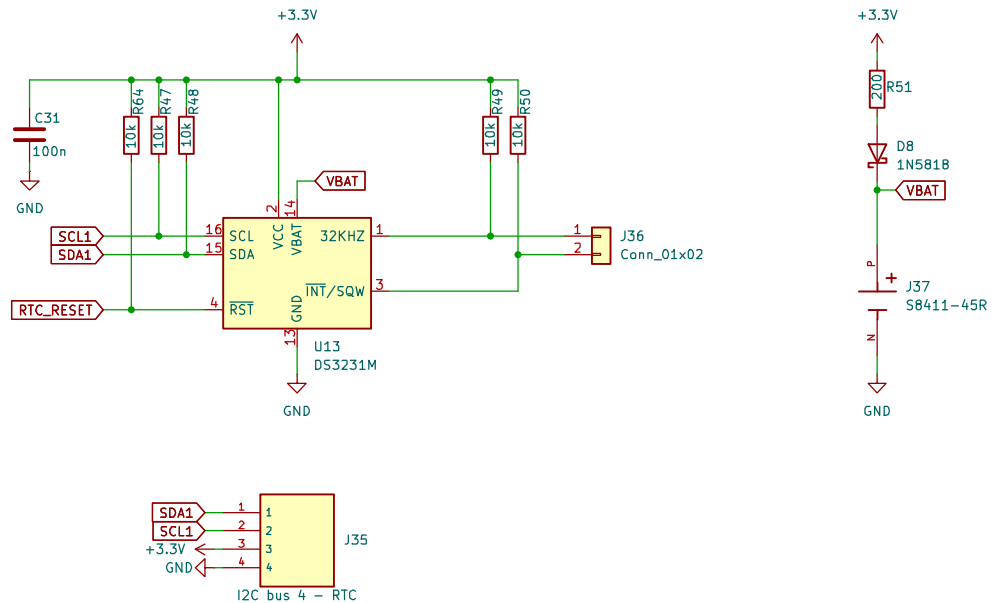 +3.3V
+3.3V
R64
R47
R48
R49
R50
200
R51
C31
100n
10k
10k
10k
10k
10k
D8
1N5818
GND
VBAT
VBAT
2
14
SCL1
16
SCL
VCC
VBAT
32KHZ
1
1
J36
SDA1
15
SDA
2
Conn_01x02
P
+
J37
S8411-45R
INT/SQW
3
RTC_RESET
4
RST
GND
N
13
U13
DS3231M
GND
GND
SDA1
1
1
SCL1
2
2
J35
+3.3V
3
3
GND
4
4
I2C bus 4 - RTC